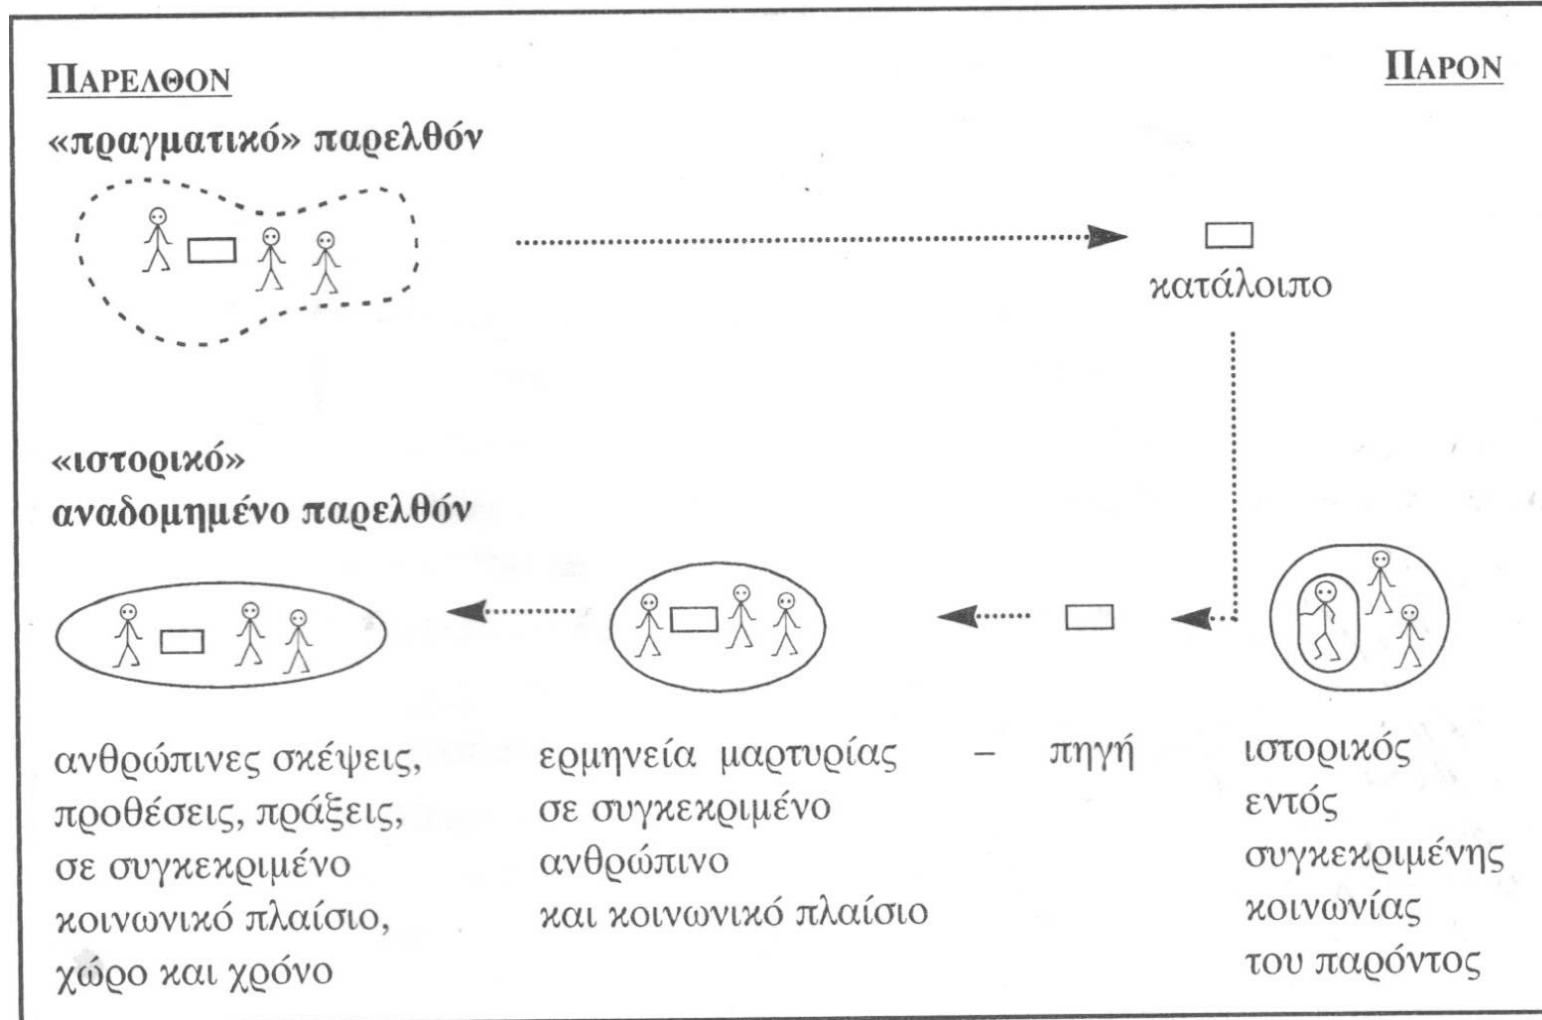 ΠΑΡΕΛΘΟΝ
ΠΑΡΟΝ
«πραγματικό» παρελθόν
κατάλοιπο
«ιστορικό»
αναδομημένο παρελθόν
ανθρώπινες σκέψεις,
προθέσεις, πράξεις,
σε συγκεκριμένο
κοινωνικό πλαίσιο,
χώρο και χρόνο
ερμηνεία μαρτυρίας – πηγή
σε συγκεκριμένο
ανθρώπινο
και κοινωνικό πλαίσιο
ιστορικός
εντός
συγκεκριμένης
κοινωνίας
του παρόντος